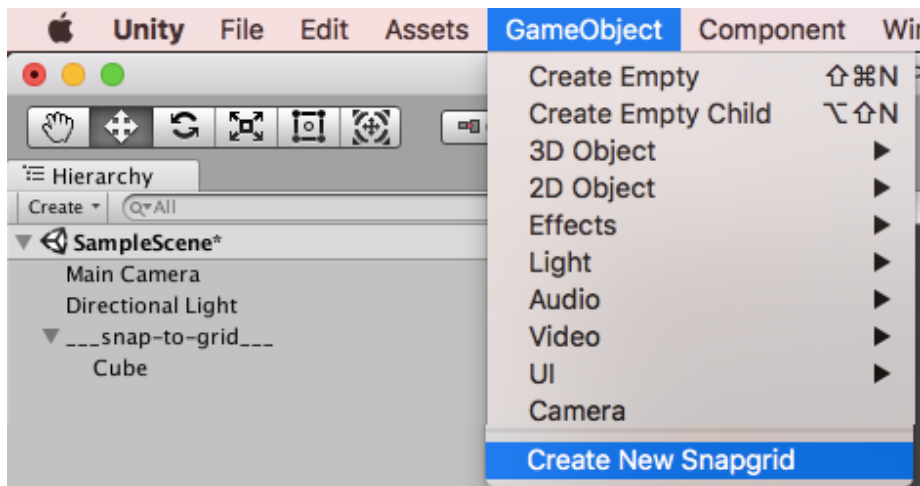 Unity File Edit Assets GameObject Component
Create Empty ⇧⌘N
Create Empty Child ⌥⇧N
3D Object
2D Object
Effects
Light
Audio
Video
UI
Camera
Create New Snapgrid
Hierarchy
Create All
SampleScene*
Main Camera
Directional Light
___snap-to-grid___
Cube